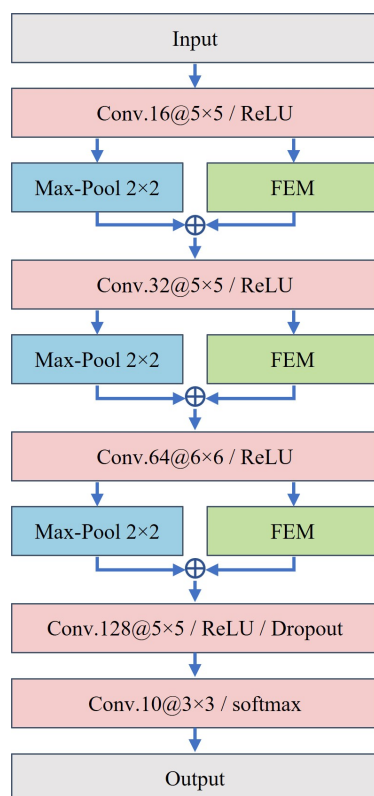 Input
Conv.16@5×5 / ReLU
Max-Pool 2×2
FEM
Conv.32@5×5 / ReLU
Max-Pool 2×2
FEM
Conv.64@6×6 / ReLU
Max-Pool 2×2
FEM
Conv.128@5×5 / ReLU / Dropout
Conv.10@3×3 / softmax
Output